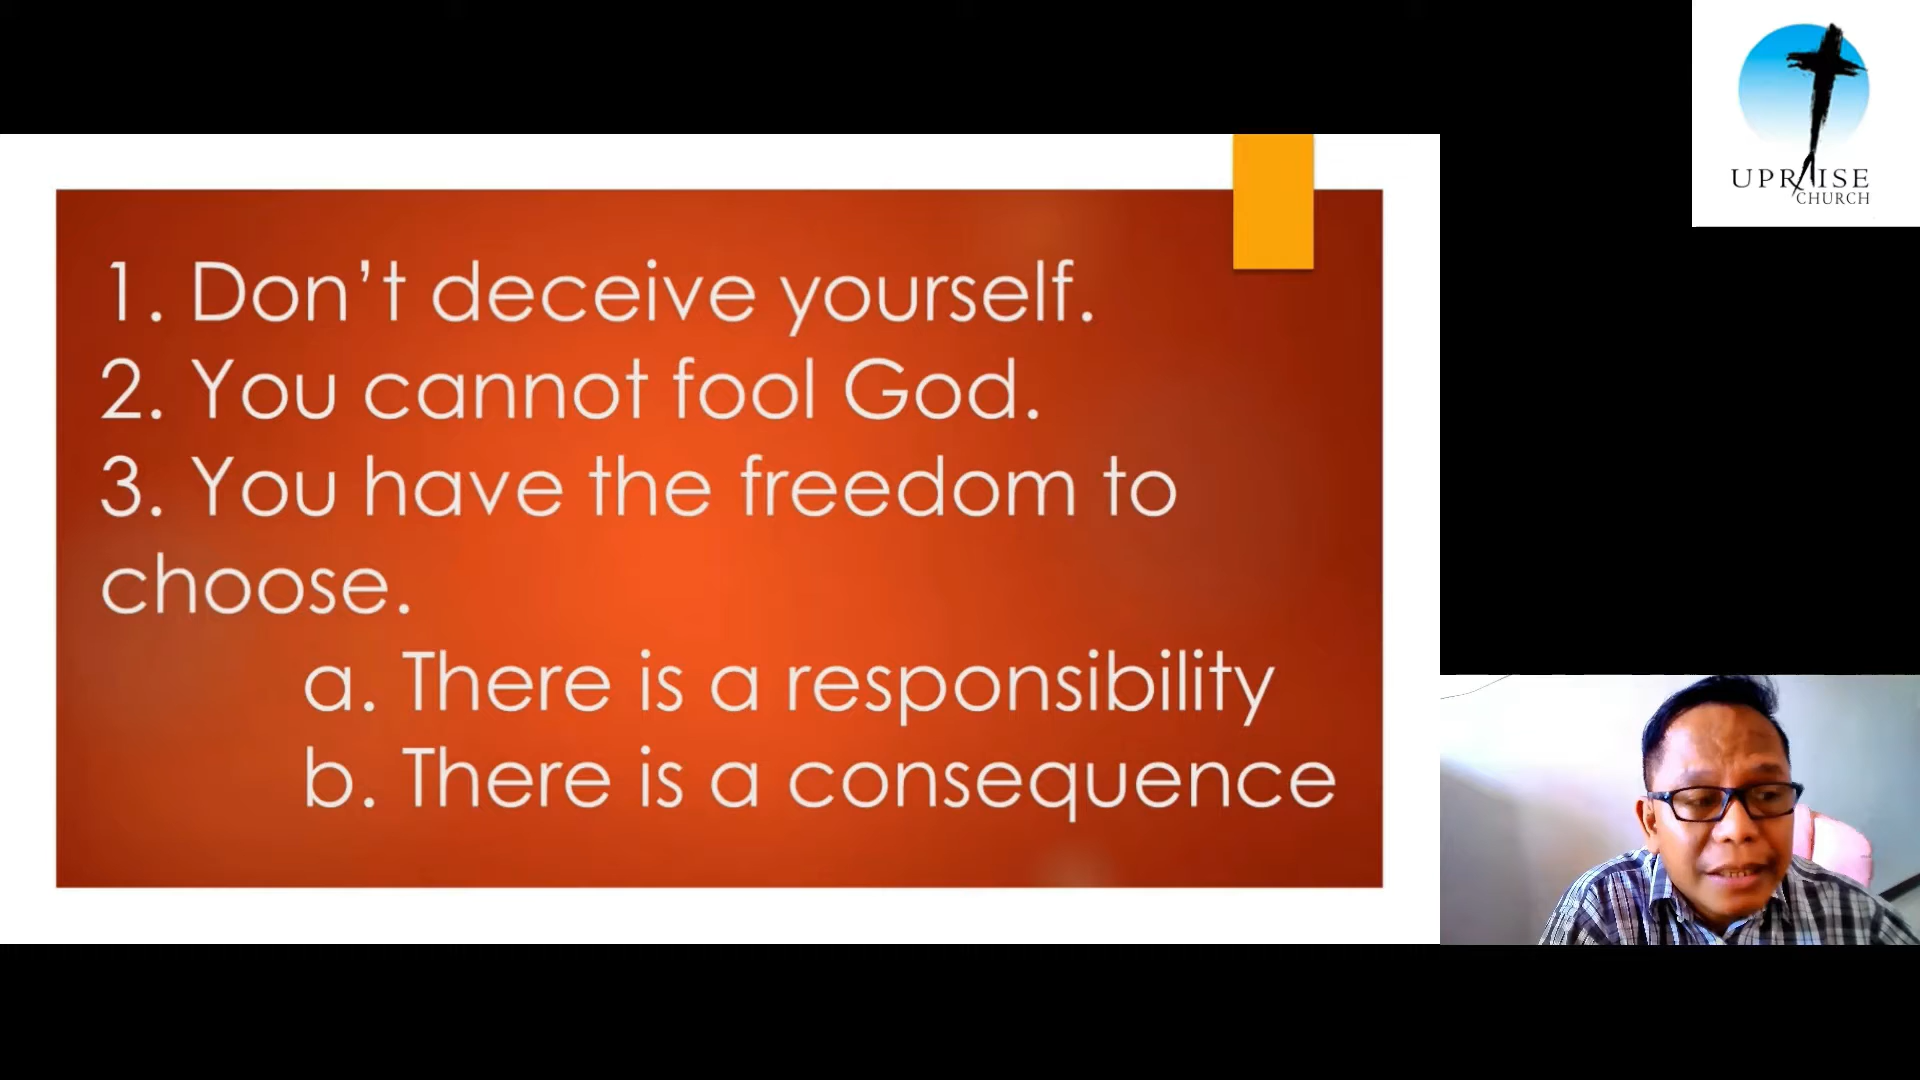 UPRAISE
CHURCH
1. Don’t deceive yourself.
2. You cannot fool God.
3. You have the freedom to
choose.
a. There is a responsibility
b. There is a consequence